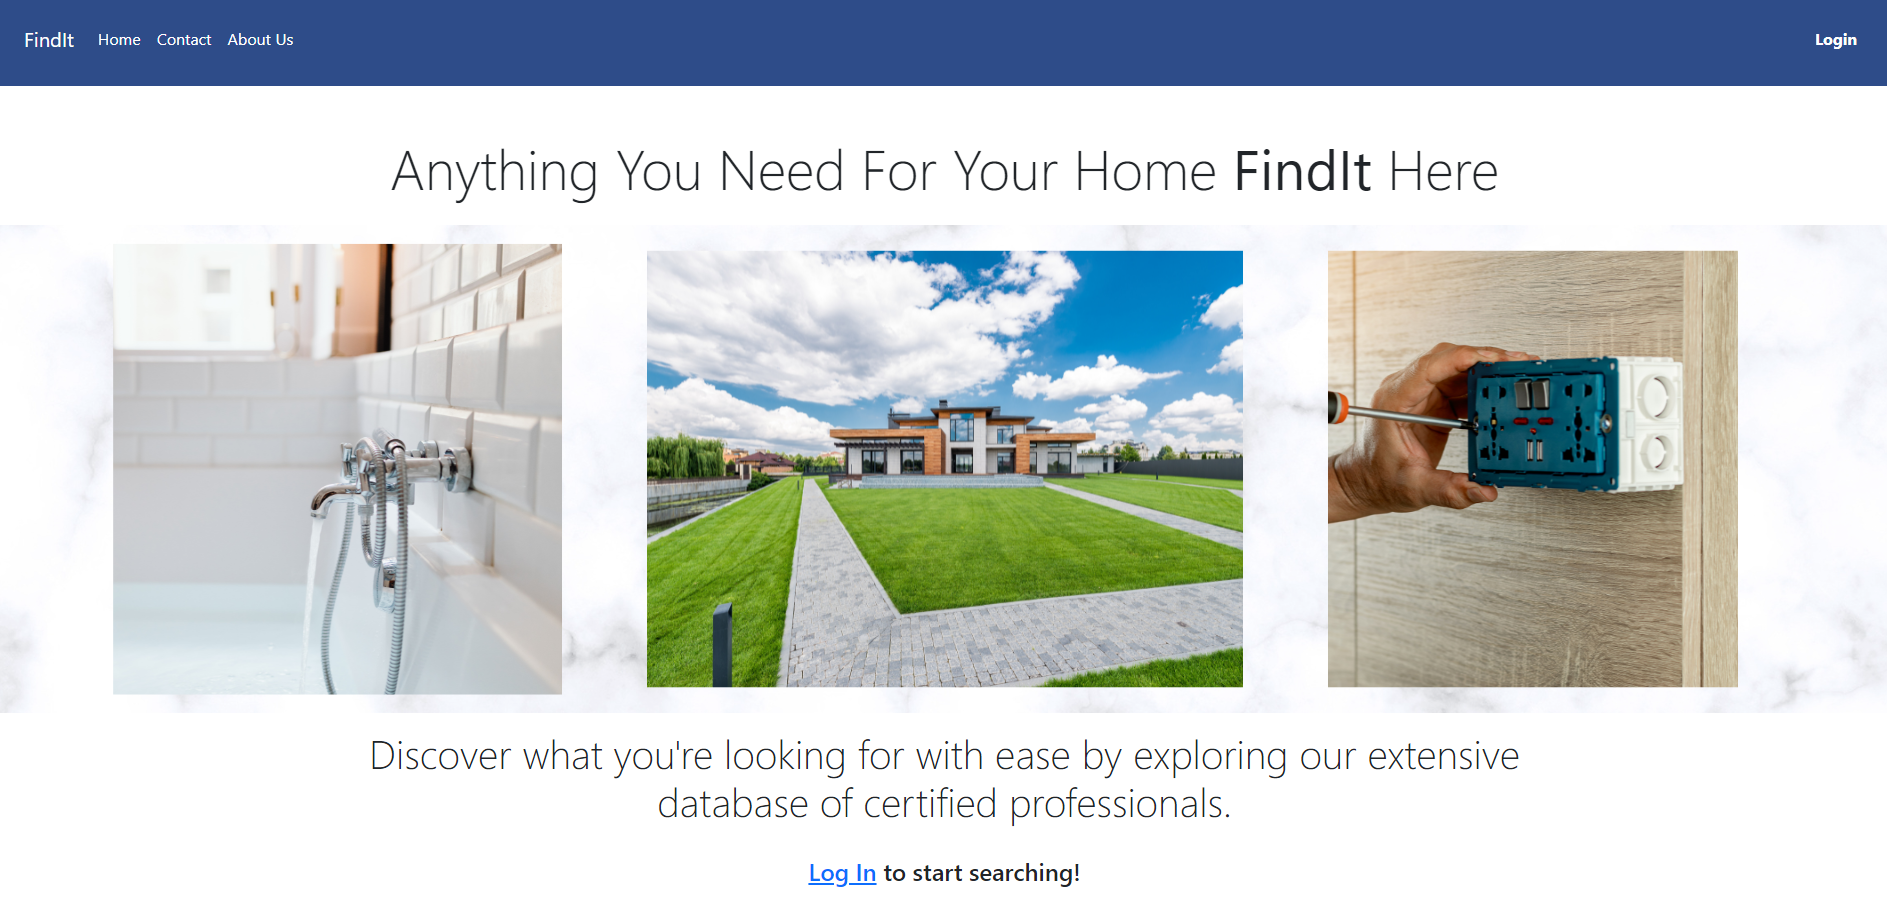 FindIt Home Contact About Us Login
Anything You Need For Your Home FindIt Here
Discover what you're looking for with ease by exploring our extensive
database of certified professionals.
Log In to start searching!